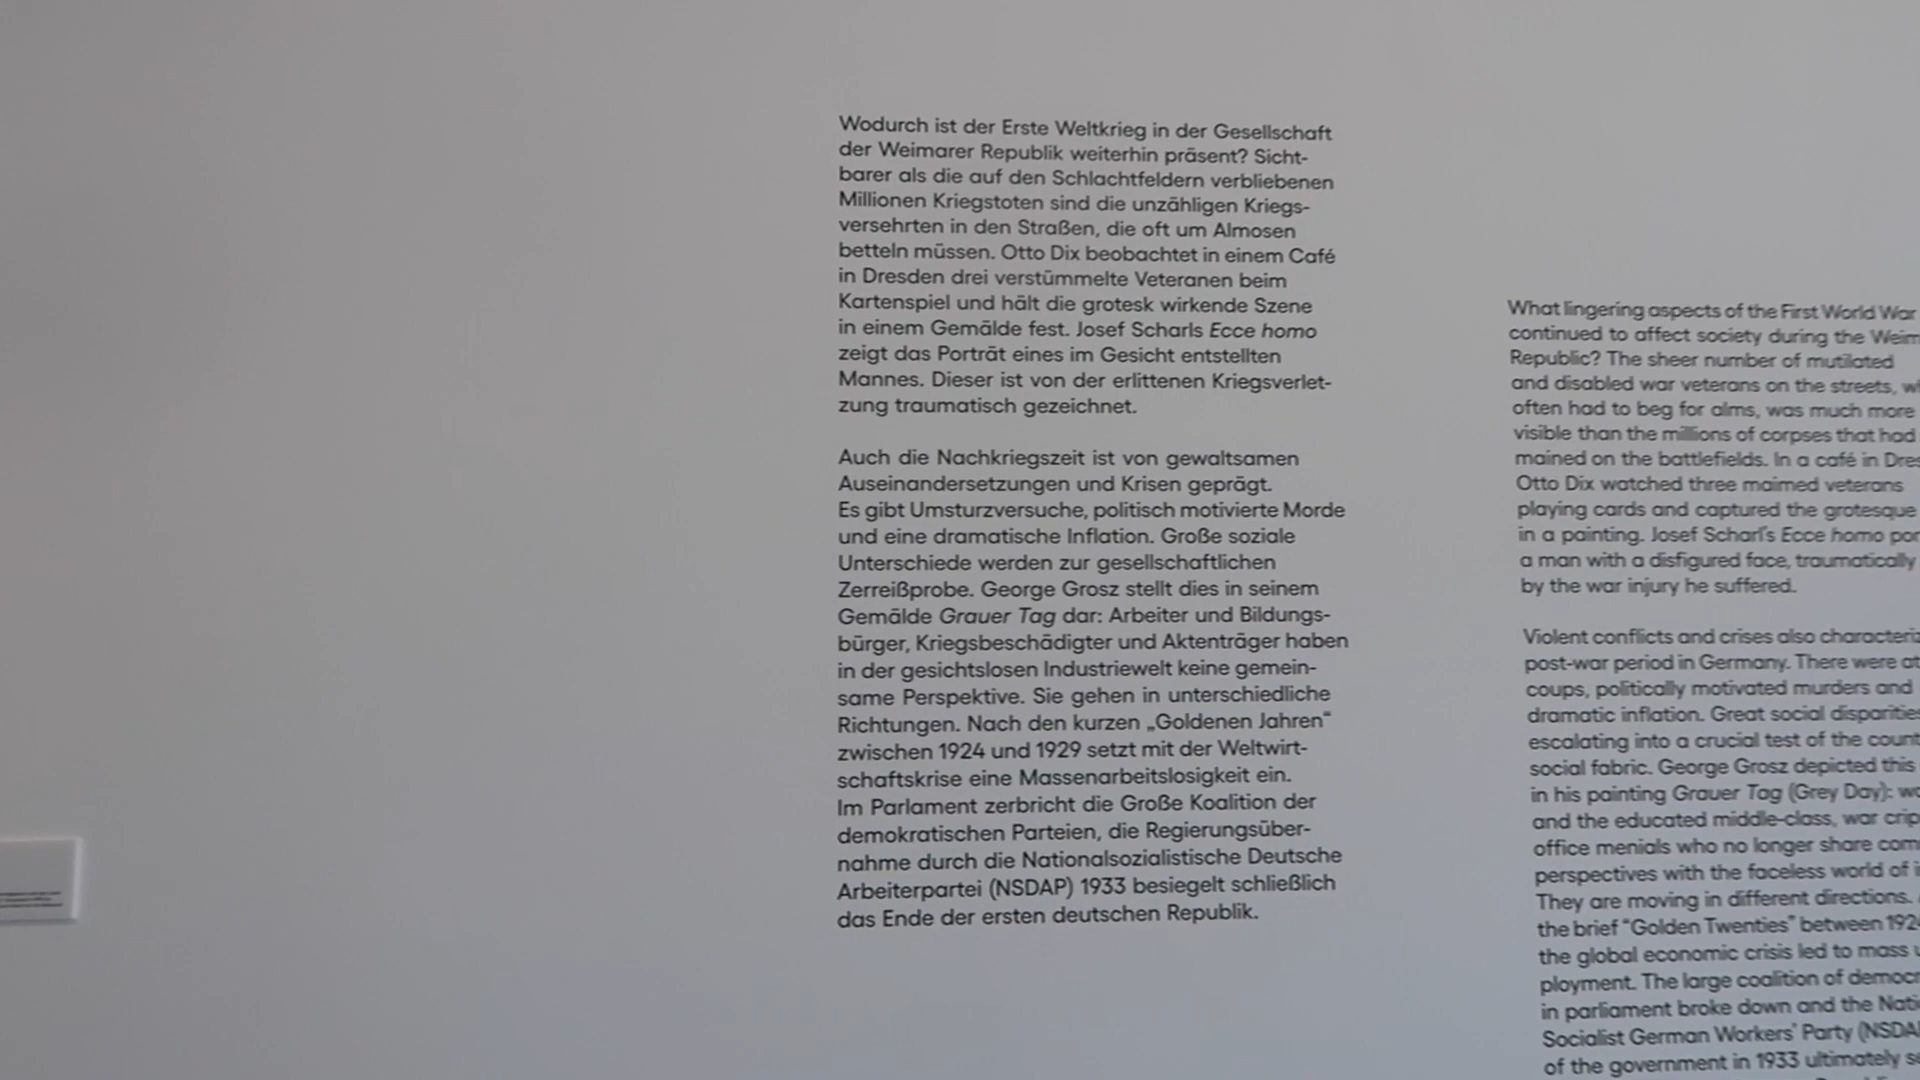 Wodurch ist der Erste Weltkrieg in der Gesellschaft
der Weimarer Republik weiterhin präsent? Sicht-
barer als die auf den Schlachtfeldern verbliebenen
Millionen Kriegstoten sind die unzähligen Kriegs-
versehrten in den Straßen, die oft um Almosen
betteln müssen. Otto Dix beobachtet in einem Café
in Dresden drei verstümmelte Veteranen beim
Kartenspiel und hält die grotesk wirkende Szene
in einem Gemälde fest. Josef Scharls Ecce homo
zeigt das Porträt eines im Gesicht entstellten
Mannes. Dieser ist von der erlittenen Kriegsverlet-
zung traumatisch gezeichnet.
Auch die Nachkriegszeit ist von gewaltsamen
Auseinandersetzungen und Krisen geprägt.
Es gibt Umsturzversuche, politisch motivierte Morde
und eine dramatische Inflation. Große soziale
Unterschiede werden zur gesellschaftlichen
Zerreißprobe. George Grosz stellt dies in seinem
Gemälde Grauer Tag dar: Arbeiter und Bildungs-
bürger, Kriegsbeschädigter und Aktenträger haben
in der gesichtslosen Industriewelt keine gemein-
same Perspektive. Sie gehen in unterschiedliche
Richtungen. Nach den kurzen „Goldenen Jahren“
zwischen 1924 und 1929 setzt mit der Weltwirt-
schaftskrise eine Massenarbeitslosigkeit ein.
Im Parlament zerbricht die Große Koalition der
demokratischen Parteien, die Regierungsüber-
nahme durch die Nationalsozialistische Deutsche
Arbeiterpartei (NSDAP) 1933 besiegelt schließlich
das Ende der ersten deutschen Republik.
What lingering aspects of the First World War
continued to affect society during the Weim
Republic? The sheer number of mutilated
and disabled war veterans on the streets, w
often had to beg for alms, was much more
visible than the millions of corpses that had
mained on the battlefields. In a café in Dres
Otto Dix watched three maimed veterans
playing cards and captured the grotesque
in a painting. Josef Scharl's Ecce homo por
a man with a disfigured face, traumatically
by the war injury he suffered.
Violent conflicts and crises also characteriz
post-war period in Germany. There were at
coups, politically motivated murders and
dramatic inflation. Great social disparitie
escalating into a crucial test of the count
social fabric. George Grosz depicted this
in his painting Grauer Tag (Grey Day): wo
and the educated middle-class, war crip
office menials who no longer share com
perspectives with the faceless world of i
They are moving in different directions.
the brief “Golden Twenties” between 192
the global economic crisis led to mass u
ployment. The large coalition of democr
in parliament broke down and the Nati
Socialist German Workers' Party (NSDA
of the government in 1933 ultimately se